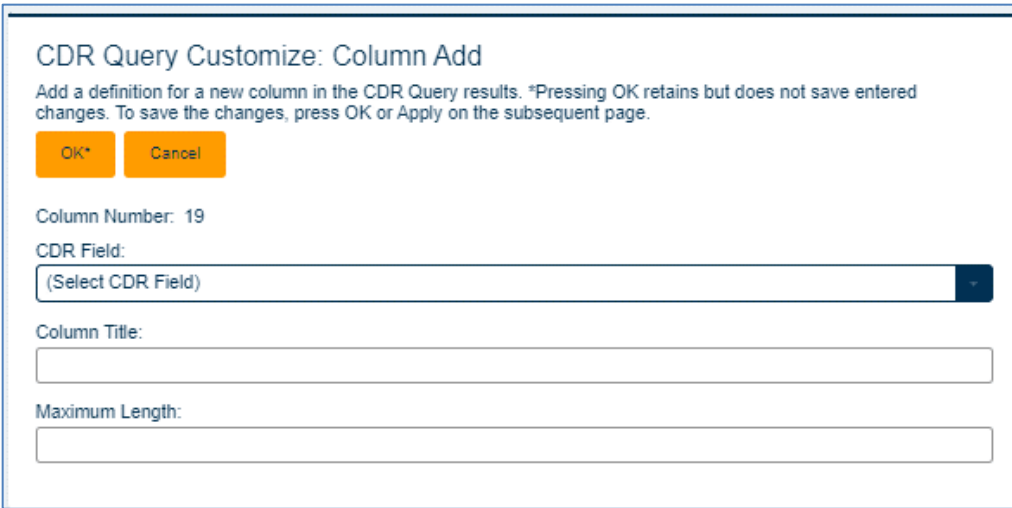 CDR Query Customize: Column Add
Add a definition for a new column in the CDR Query results. *Pressing OK retains but does not save entered
changes. To save the changes, press OK or Apply on the subsequent page.
OK* Cancel
Column Number: 19
CDR Field:
(Select CDR Field)
Column Title:
Maximum Length: